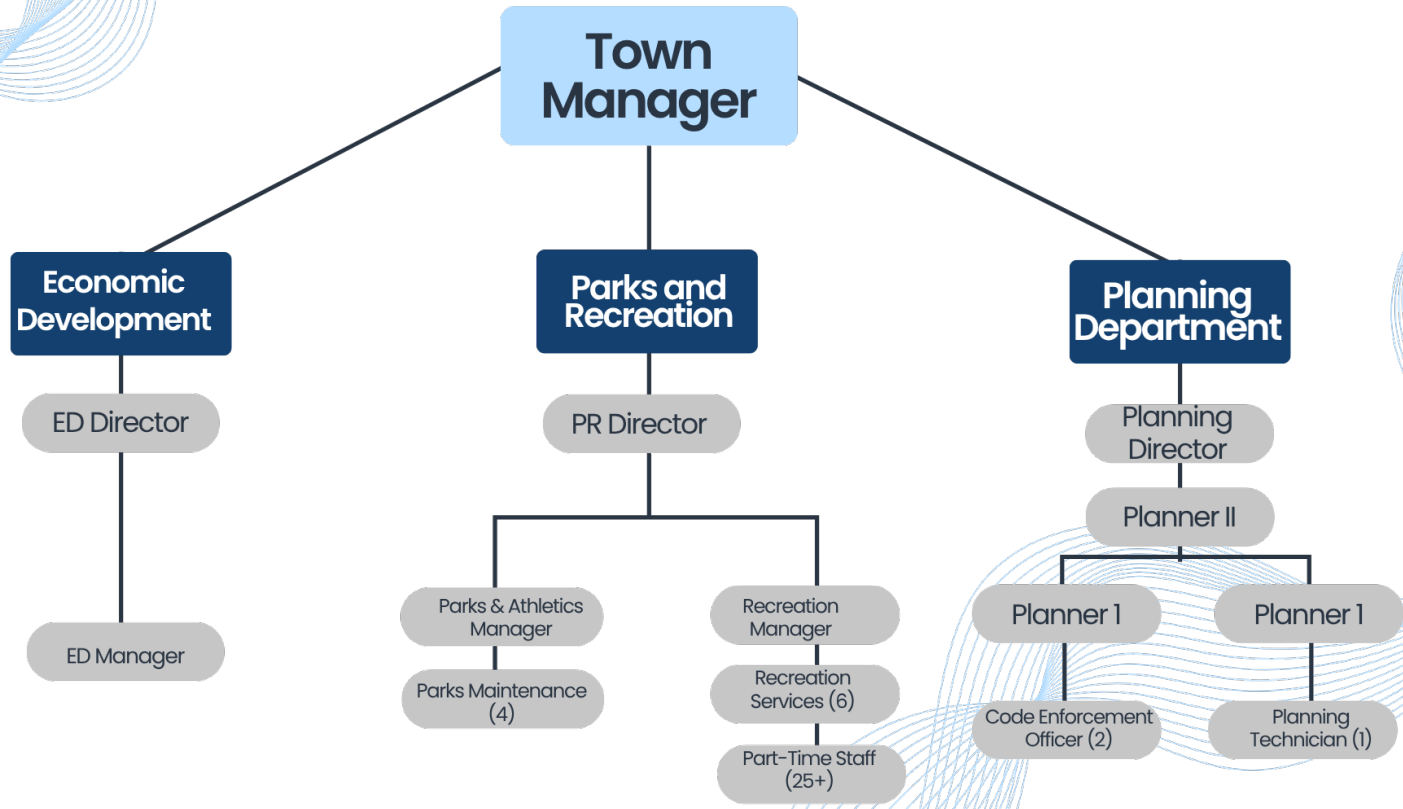 Town
Manager
Economic
Development
Parks and
Recreation
Planning
Department
ED Director
PR Director
Planning
Director
Planner II
Parks & Athletics
Manager
Recreation
Manager
Planner 1
Planner 1
ED Manager
Parks Maintenance
(4)
Recreation
Services (6)
Code Enforcement
Officer (2)
Planning
Technician (1)
Part-Time Staff
(25+)